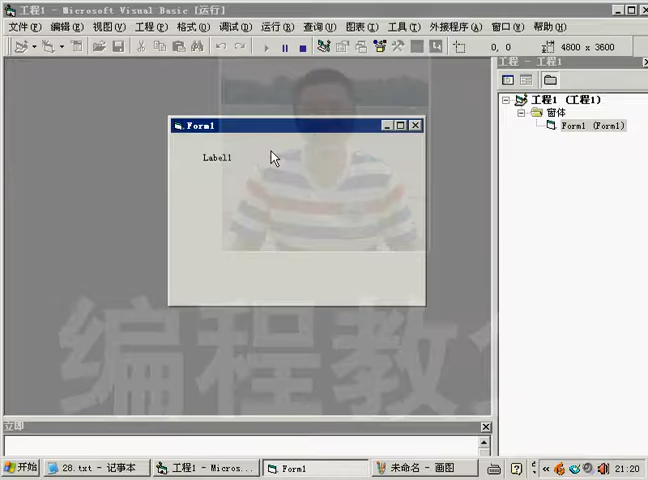 工程1 - Microsoft Visual Basic [运行]
文件(F) 编辑(E) 视图(V) 工程(P) 格式(O) 调试(D) 运行(R) 查询(U) 图表(I) 工具(T) 外接程序(A) 窗口(W) 帮助(H)
0, 0 4800 x 3600
工程 - 工程1
工程1 (工程1)
窗体
Form1 (Form1)
Form1
Label1
编程教
立即
开始 28.txt - 记事本 工程1 - Micros... Form1 未命名 - 画图 21:20